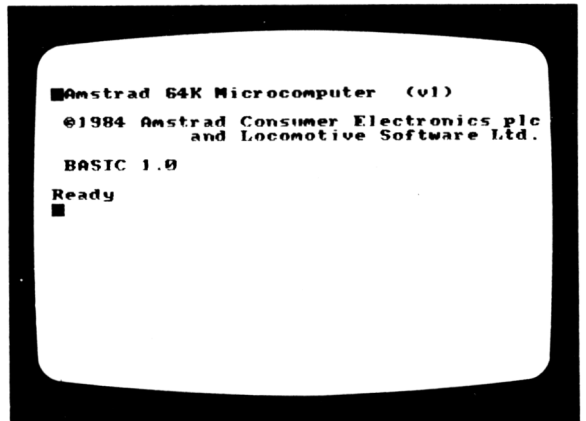 Amstrad 64K Microcomputer (v1)
©1984 Amstrad Consumer Electronics plc
and Locomotive Software Ltd.
BASIC 1.0
Ready